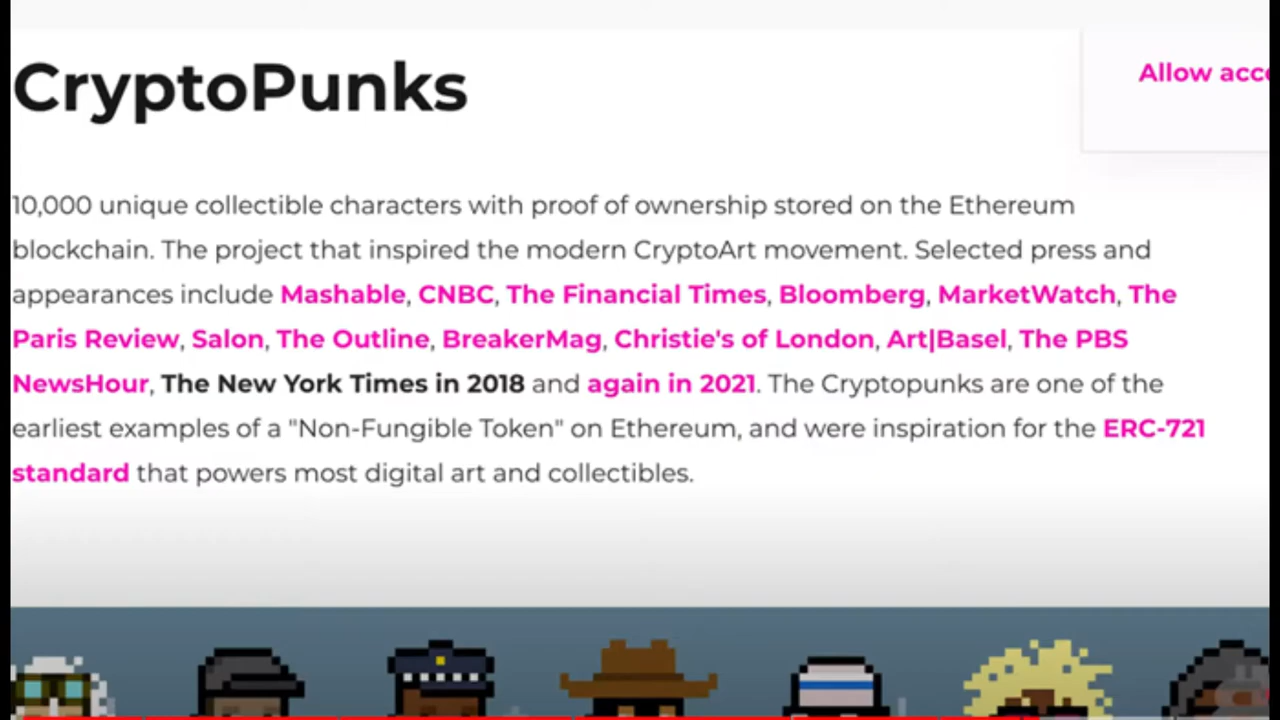 CryptoPunks
Allow acc
10,000 unique collectible characters with proof of ownership stored on the Ethereum
blockchain. The project that inspired the modern CryptoArt movement. Selected press and
appearances include Mashable, CNBC, The Financial Times, Bloomberg, MarketWatch, The
Paris Review, Salon, The Outline, BreakerMag, Christie's of London, Art|Basel, The PBS
NewsHour, The New York Times in 2018 and again in 2021. The Cryptopunks are one of the
earliest examples of a "Non-Fungible Token" on Ethereum, and were inspiration for the ERC-721
standard that powers most digital art and collectibles.